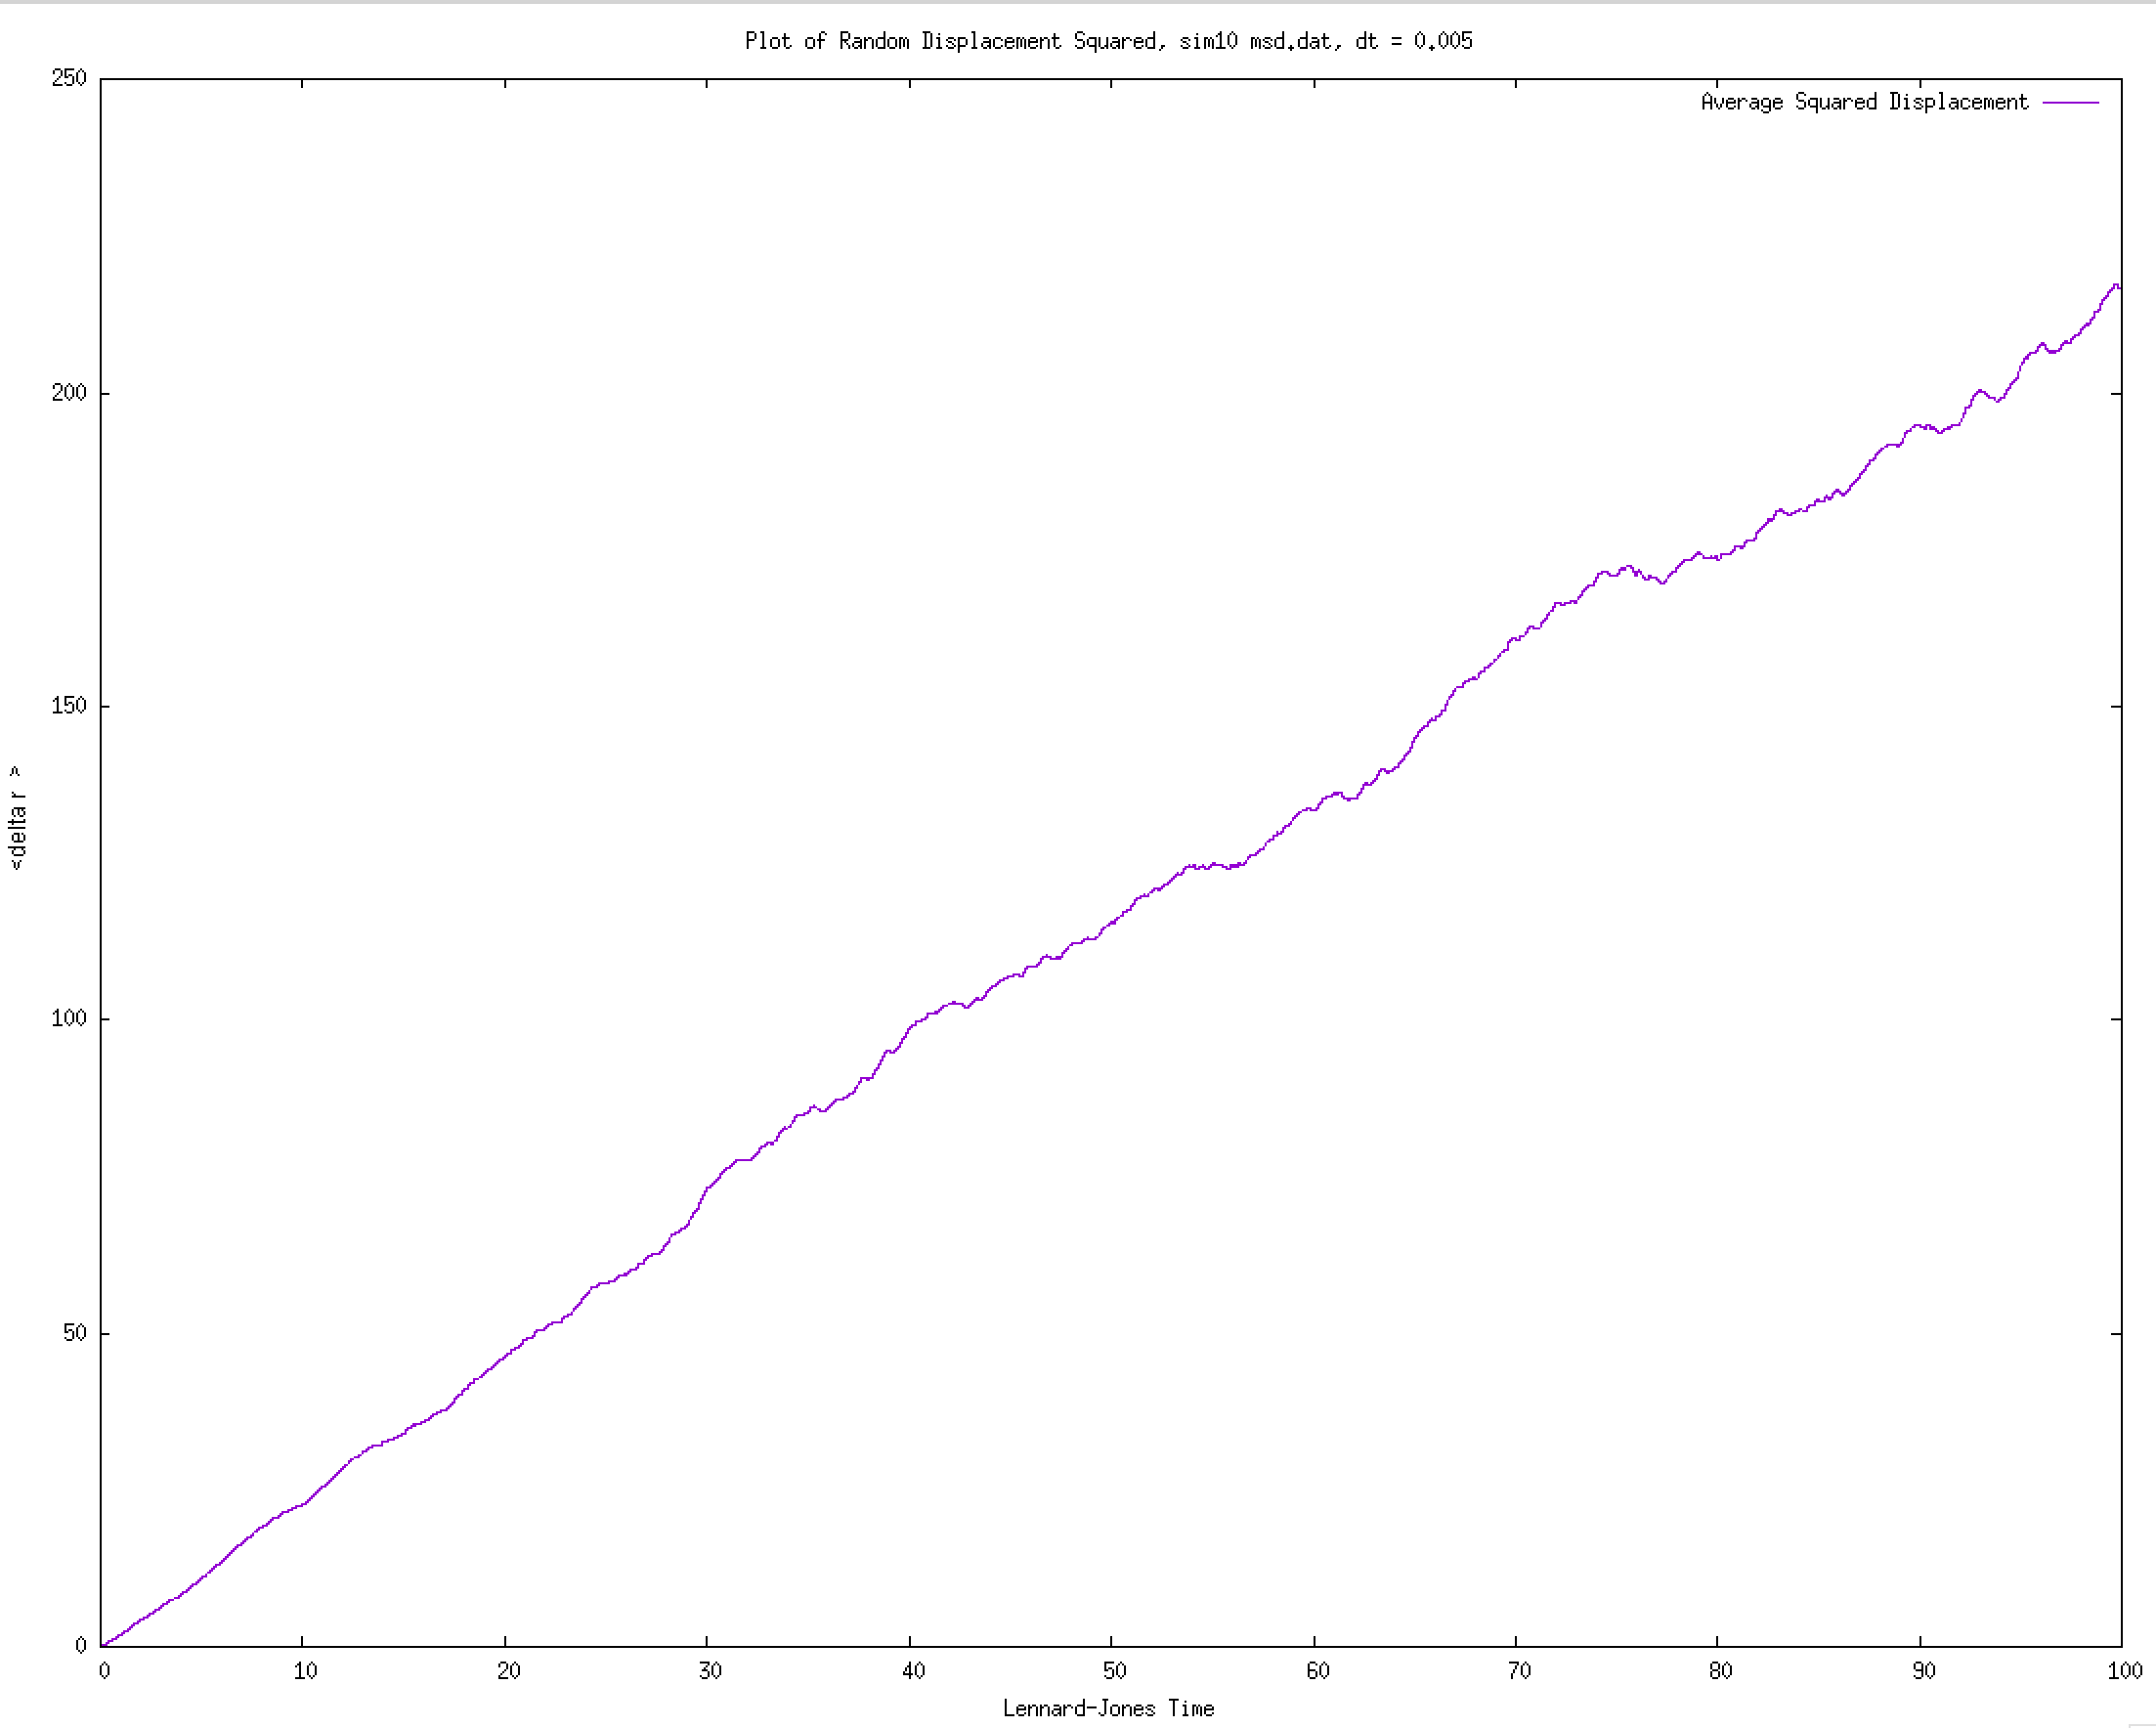 Plot of Random Displacement Squared, sim10 msd.dat, dt = 0.005
250
Average Squared Displacement
200
150
<delta r >
100
50
0
0 10 20 30 40 50 60 70 80 90 100
Lennard-Jones Time